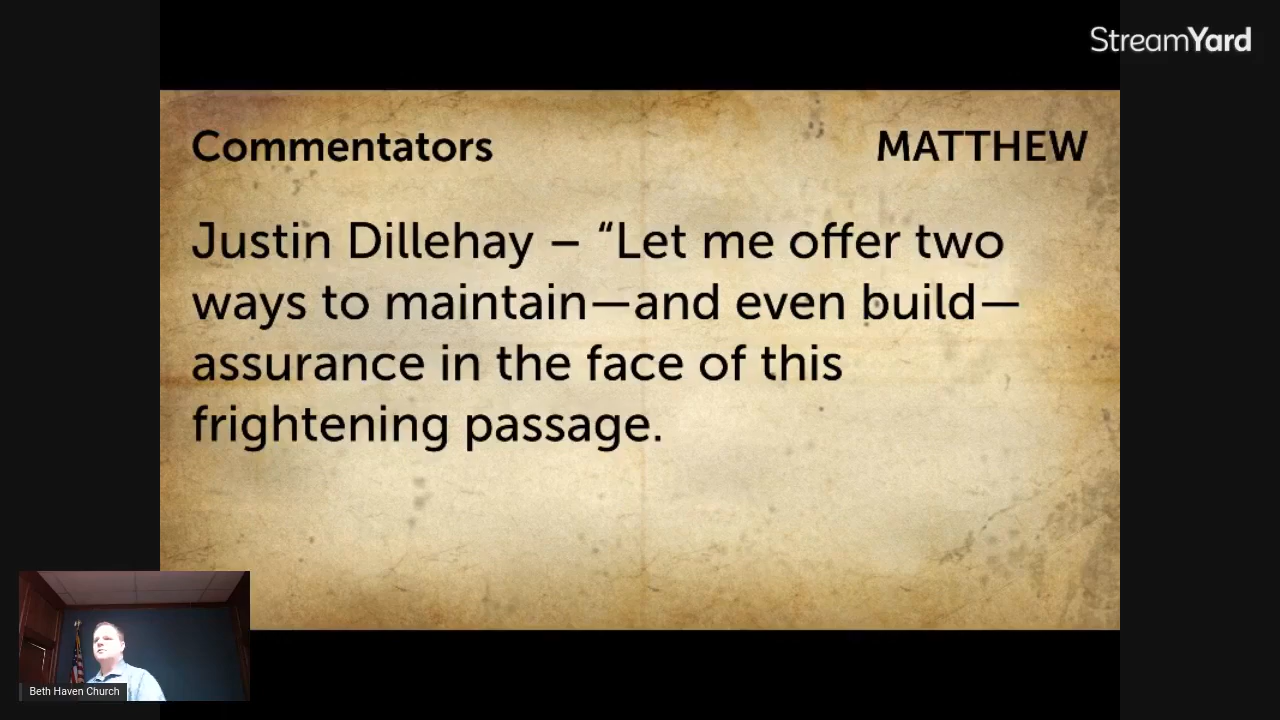 StreamYard
Commentators
MATTHEW
Justin Dillehay – “Let me offer two
ways to maintain—and even build—
assurance in the face of this
frightening passage.
Beth Haven Church